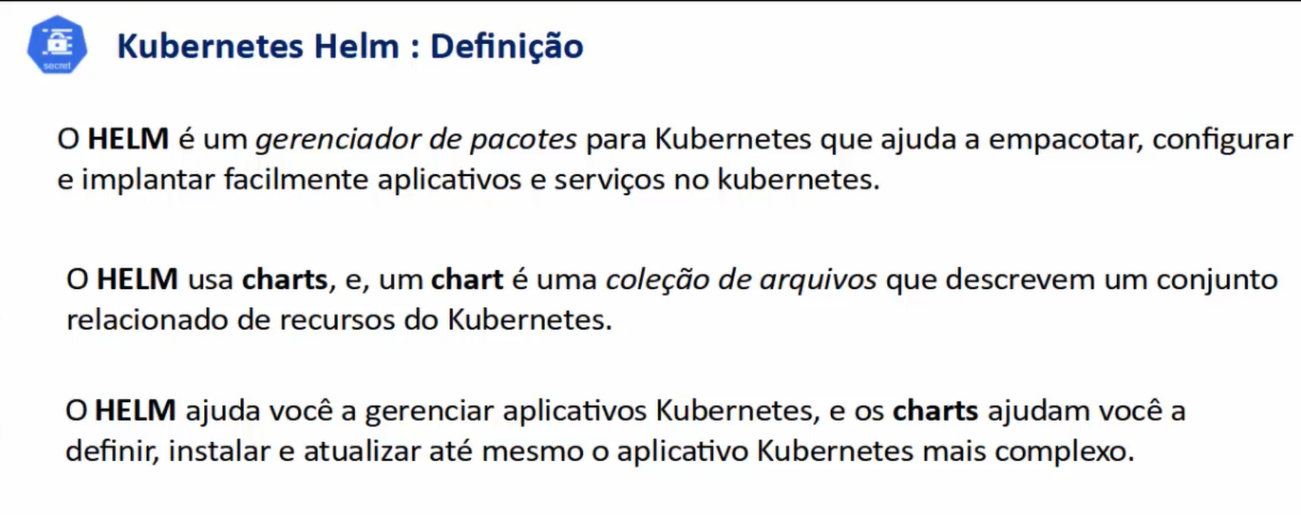 secret
Kubernetes Helm : Definição
O HELM é um gerenciador de pacotes para Kubernetes que ajuda a empacotar, configurar
e implantar facilmente aplicativos e serviços no kubernetes.
O HELM usa charts, e, um chart é uma coleção de arquivos que descrevem um conjunto
relacionado de recursos do Kubernetes.
O HELM ajuda você a gerenciar aplicativos Kubernetes, e os charts ajudam você a
definir, instalar e atualizar até mesmo o aplicativo Kubernetes mais complexo.